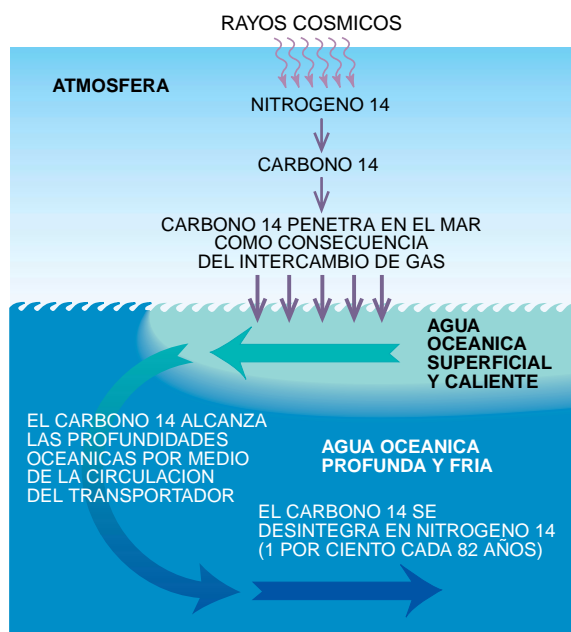 RAYOS COSMICOS
ATMOSFERA
NITROGENO 14
CARBONO 14
CARBONO 14 PENETRA EN EL MAR
COMO CONSECUENCIA
DEL INTERCAMBIO DE GAS
AGUA
OCEANICA
SUPERFICIAL
Y CALIENTE
EL CARBONO 14 ALCANZA
LAS PROFUNDIDADES
OCEANICAS POR MEDIO
DE LA CIRCULACION
DEL TRANSPORTADOR
AGUA OCEANICA
PROFUNDA Y FRIA
EL CARBONO 14 SE
DESINTEGRA EN NITROGENO 14
(1 POR CIENTO CADA 82 AÑOS)